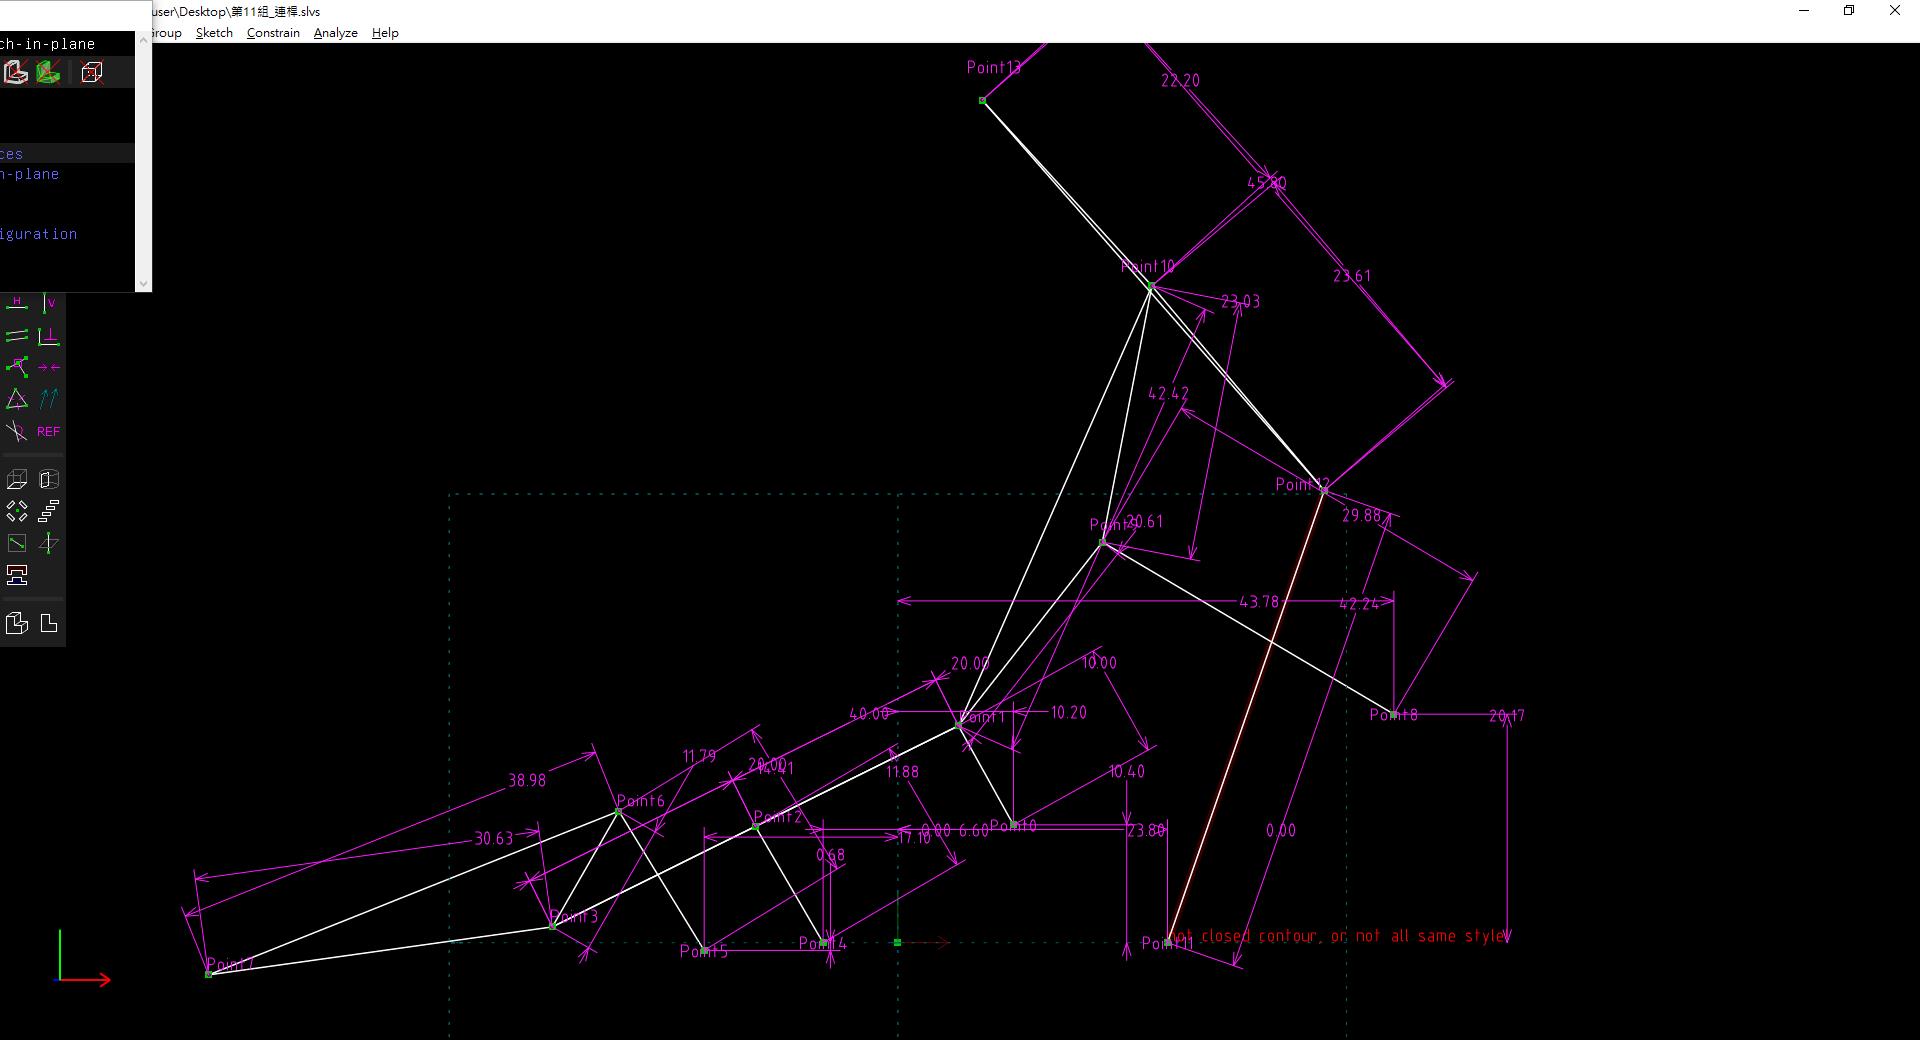 user\Desktop\第11組_連桿.slvs
roup Sketch Constrain Analyze Help
ch-in-plane
ces
n-plane
iguration
H V
REF
Point13
22.20
45.80
Point10
23.61
23.03
42.42
Point12
29.88
Point9
20.61
43.78
42.24
20.00
10.00
40.00
Point1
10.20
Point8
20.17
11.79
20.00
14.41
11.88
10.40
38.98
Point6
Point2
30.63
0.00
6.60
Point0
23.80
0.00
17.10
0.68
Point3
Point5
Point4
Point11
not closed contour, or not all same style
Point7